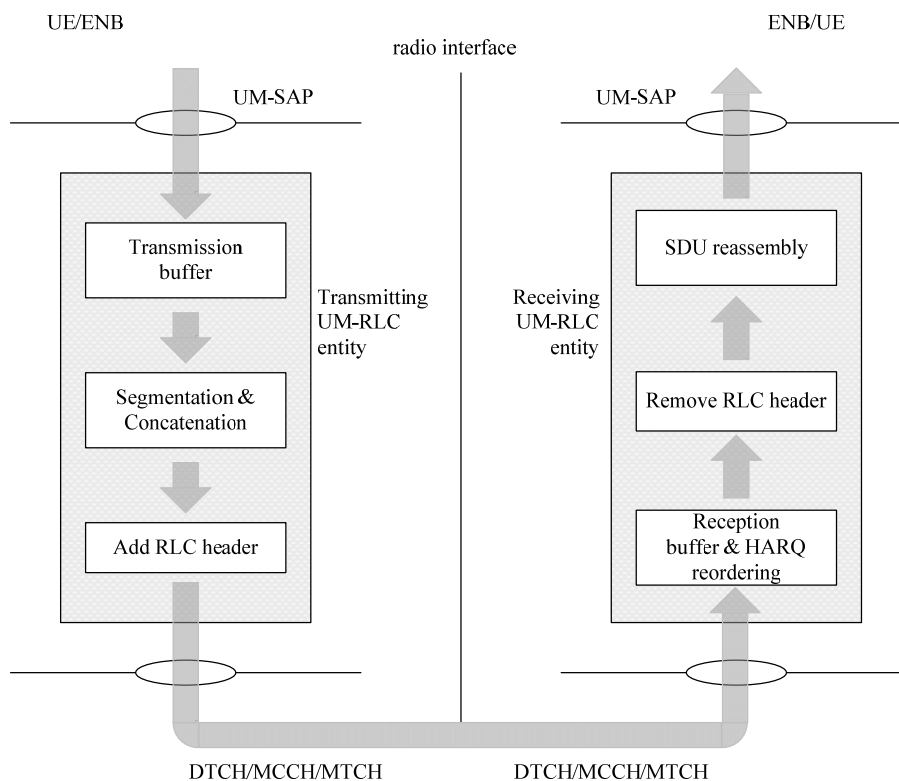 UE/ENB
ENB/UE
radio interface
UM-SAP
UM-SAP
Transmission
buffer
Segmentation &
Concatenation
Add RLC header
Transmitting
UM-RLC
entity
Receiving
UM-RLC
entity
SDU reassembly
Remove RLC header
Reception
buffer & HARQ
reordering
DTCH/MCCH/MTCH
DTCH/MCCH/MTCH